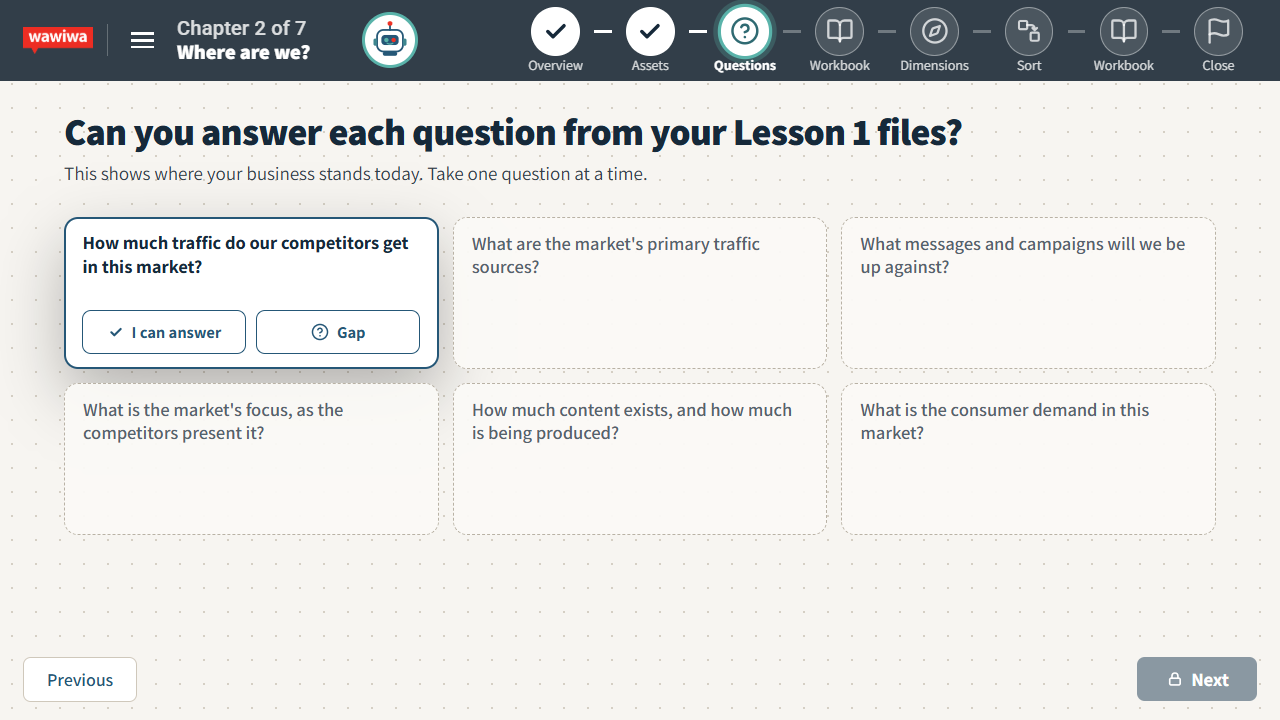 wawiwa
Chapter 2 of 7
Where are we?
Overview
Assets
Questions
Workbook
Dimensions
Sort
Workbook
Close
Can you answer each question from your Lesson 1 files?
This shows where your business stands today. Take one question at a time.
How much traffic do our competitors get
in this market?
I can answer
Gap
What are the market's primary traffic
sources?
What messages and campaigns will we be
up against?
What is the market's focus, as the
competitors present it?
How much content exists, and how much
is being produced?
What is the consumer demand in this
market?
Previous
Next